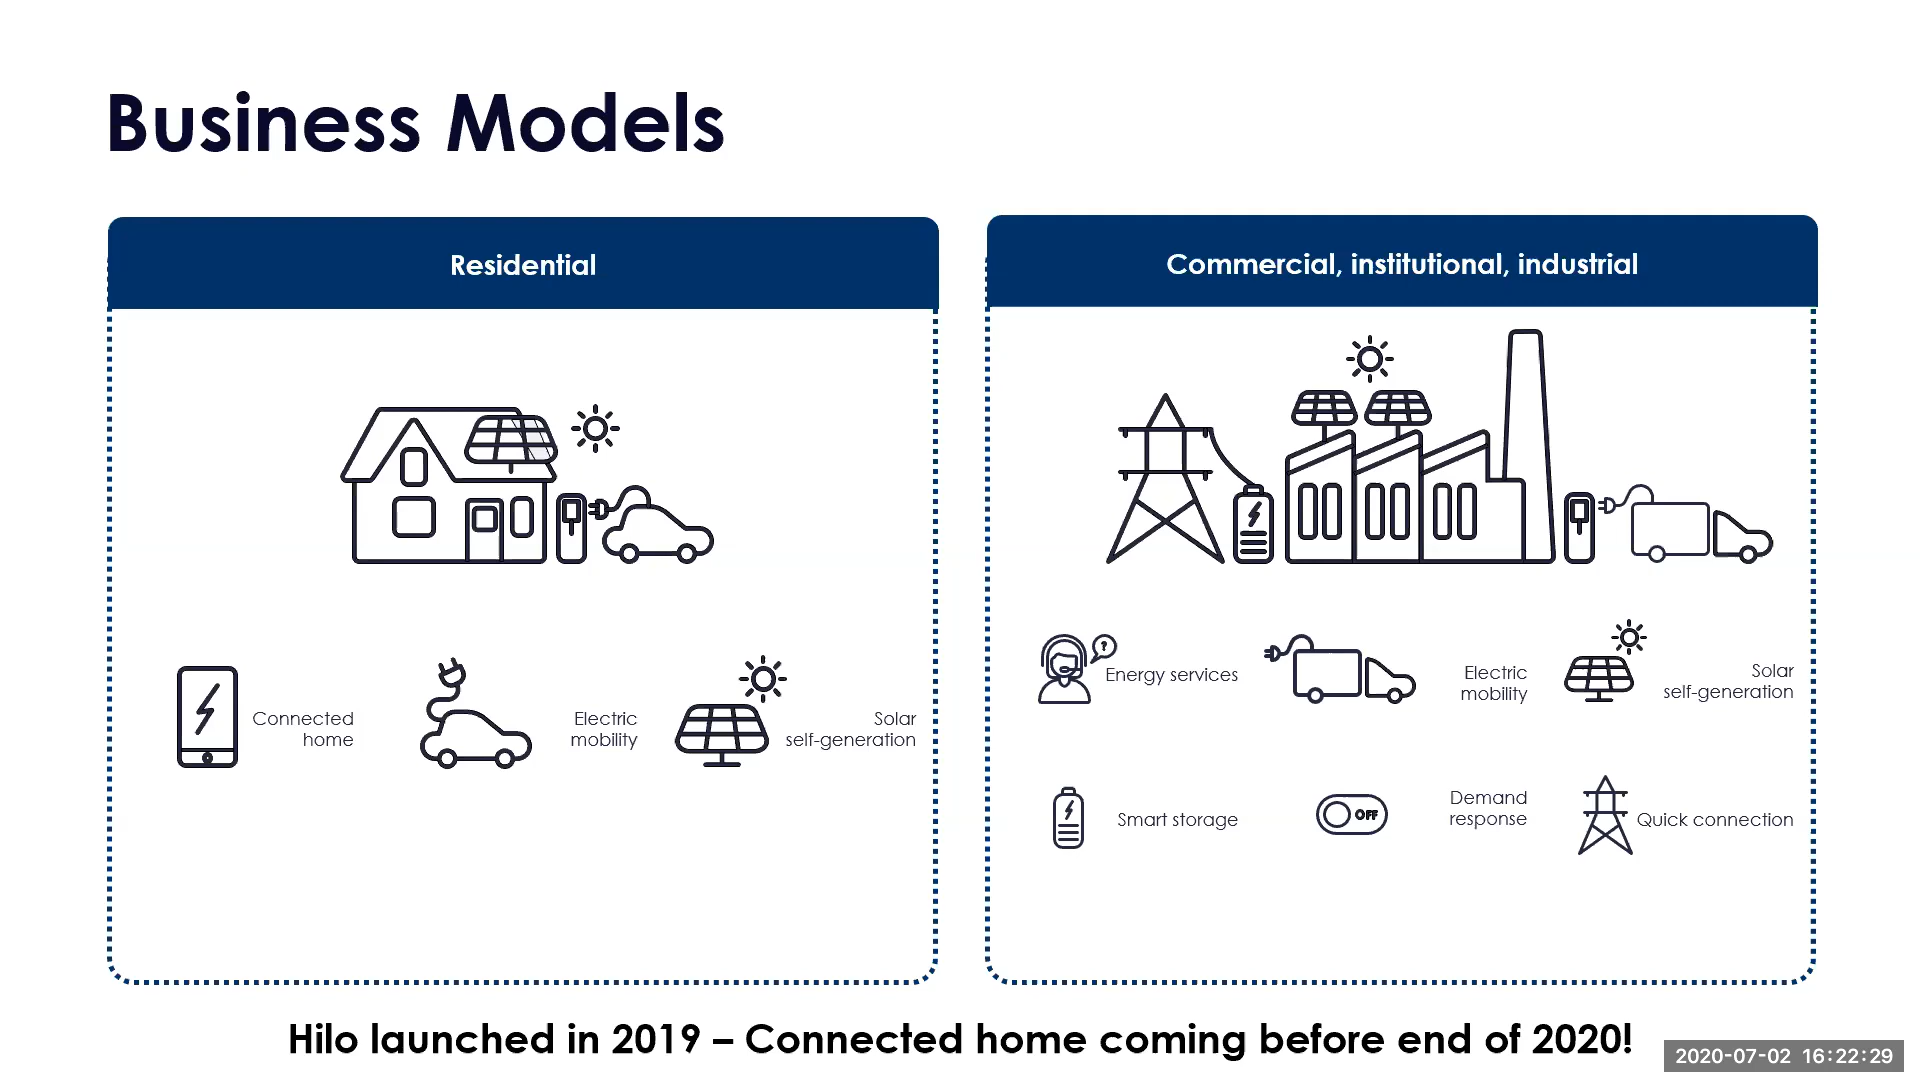 Business Models
Residential
Commercial, institutional, industrial
Connected
home
Electric
mobility
Solar
self-generation
?
Energy services
Electric
mobility
Solar
self-generation
Smart storage
OFF
Demand
response
Quick connection
Hilo launched in 2019 – Connected home coming before end of 2020!
2020-07-02 16:22:29